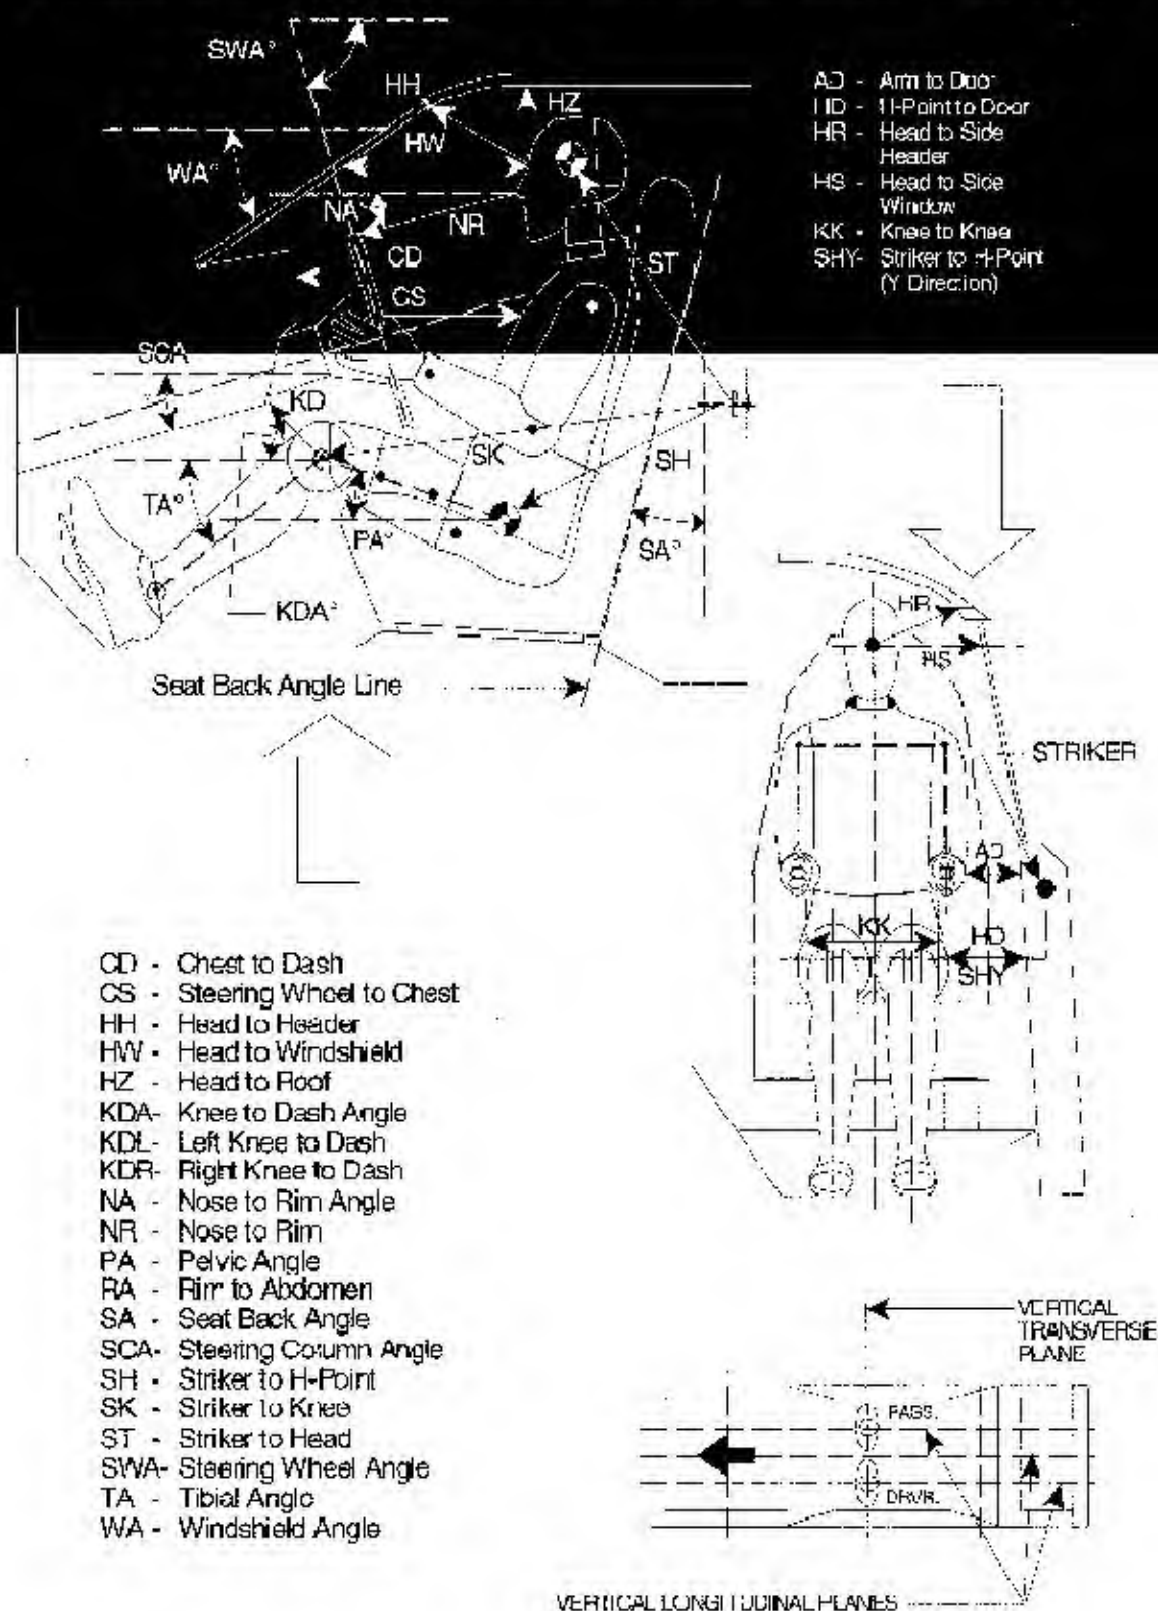 SWA°
HH
HZ
HW
WA°
NA
NR
CD
CS
ST
AD - Arm to Door
HD - H-Point to Door
HR - Head to Side
Header
HS - Head to Side
Window
KK - Knee to Knee
SHY- Striker to H-Point
(Y Direction)
SCA
KD
SK
SH
TA°
PA°
SA°
KDA°
Seat Back Angle Line
HR
HS
STRIKER
AD
KK
HD
SHY
CD - Chest to Dash
CS - Steering Wheel to Chest
HH - Head to Header
HW - Head to Windshield
HZ - Head to Roof
KDA- Knee to Dash Angle
KDL- Left Knee to Dash
KDR- Right Knee to Dash
NA - Nose to Rim Angle
NR - Nose to Rim
PA - Pelvic Angle
RA - Rim to Abdomen
SA - Seat Back Angle
SCA- Steering Column Angle
SH - Striker to H-Point
SK - Striker to Knee
ST - Striker to Head
SWA- Steering Wheel Angle
TA - Tibial Angle
WA - Windshield Angle
VERTICAL
TRANSVERSE
PLANE
PASS.
DRVR.
VERTICAL LONGITUDINAL PLANES